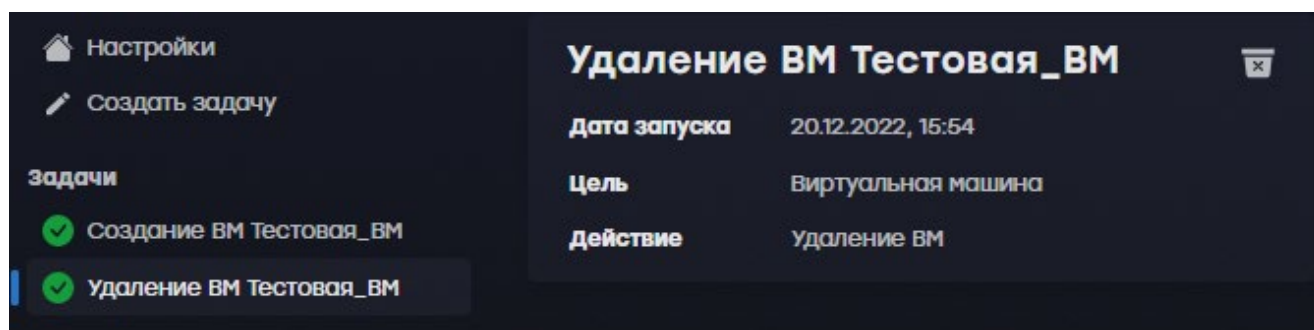 Настройки
Создать задачу
Задачи
Создание ВМ Тестовая_ВМ
Удаление ВМ Тестовая_ВМ
Удаление ВМ Тестовая_ВМ
Дата запуска 20.12.2022, 15:54
Цель Виртуальная машина
Действие Удаление ВМ